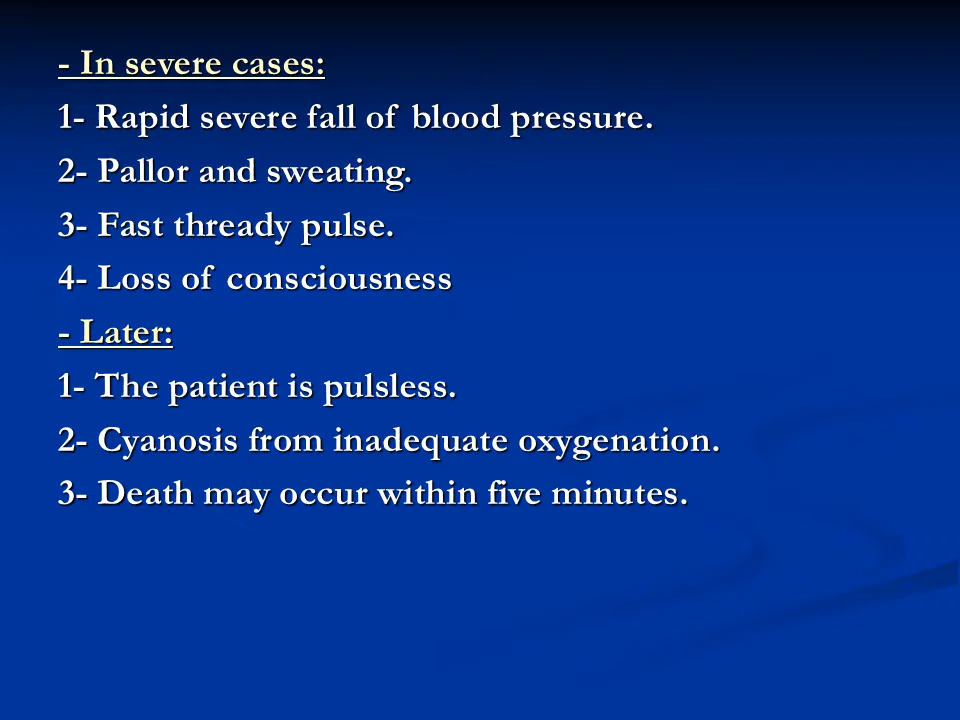 - In severe cases:
1- Rapid severe fall of blood pressure.
2- Pallor and sweating.
3- Fast thready pulse.
4- Loss of consciousness
- Later:
1- The patient is pulsless.
2- Cyanosis from inadequate oxygenation.
3- Death may occur within five minutes.